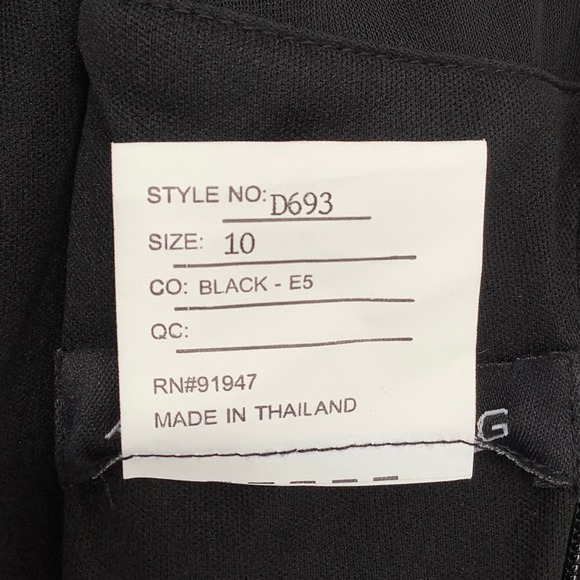 STYLE NO: D693
SIZE: 10
CO: BLACK - E5
QC:
RN#91947
MADE IN THAILAND
G